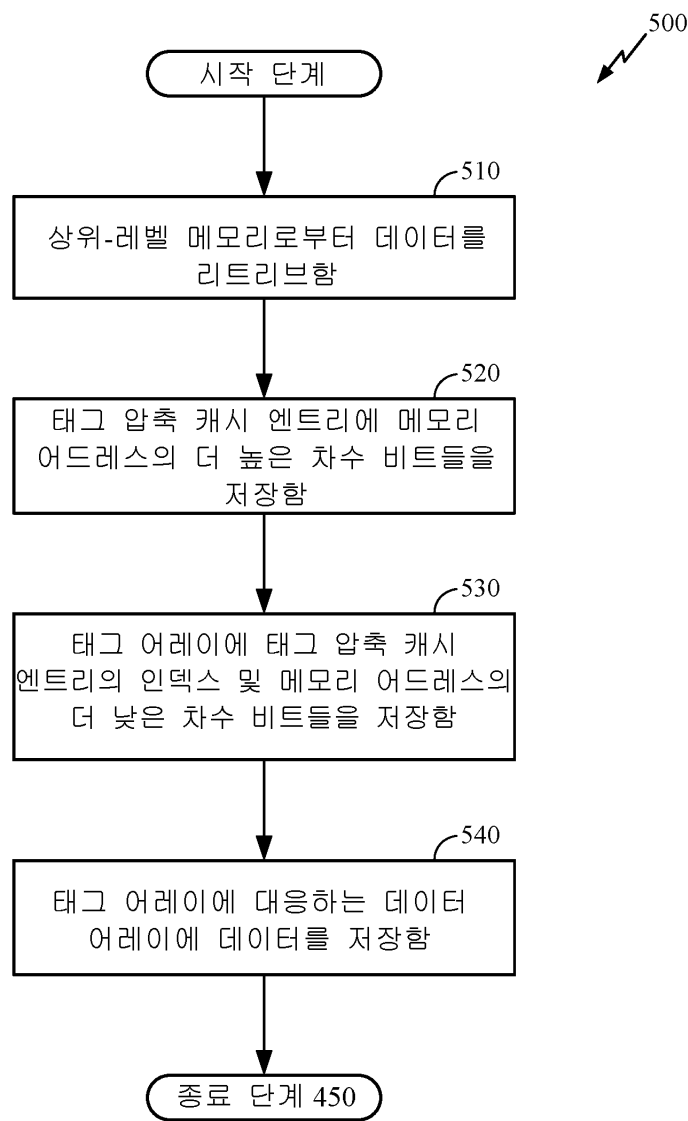 500
시작 단계
510
상위-레벨 메모리로부터 데이터를
리트리브함
520
태그 압축 캐시 엔트리에 메모리
어드레스의 더 높은 차수 비트들을
저장함
530
태그 어레이에 태그 압축 캐시
엔트리의 인덱스 및 메모리 어드레스의
더 낮은 차수 비트들을 저장함
540
태그 어레이에 대응하는 데이터
어레이에 데이터를 저장함
종료 단계 450